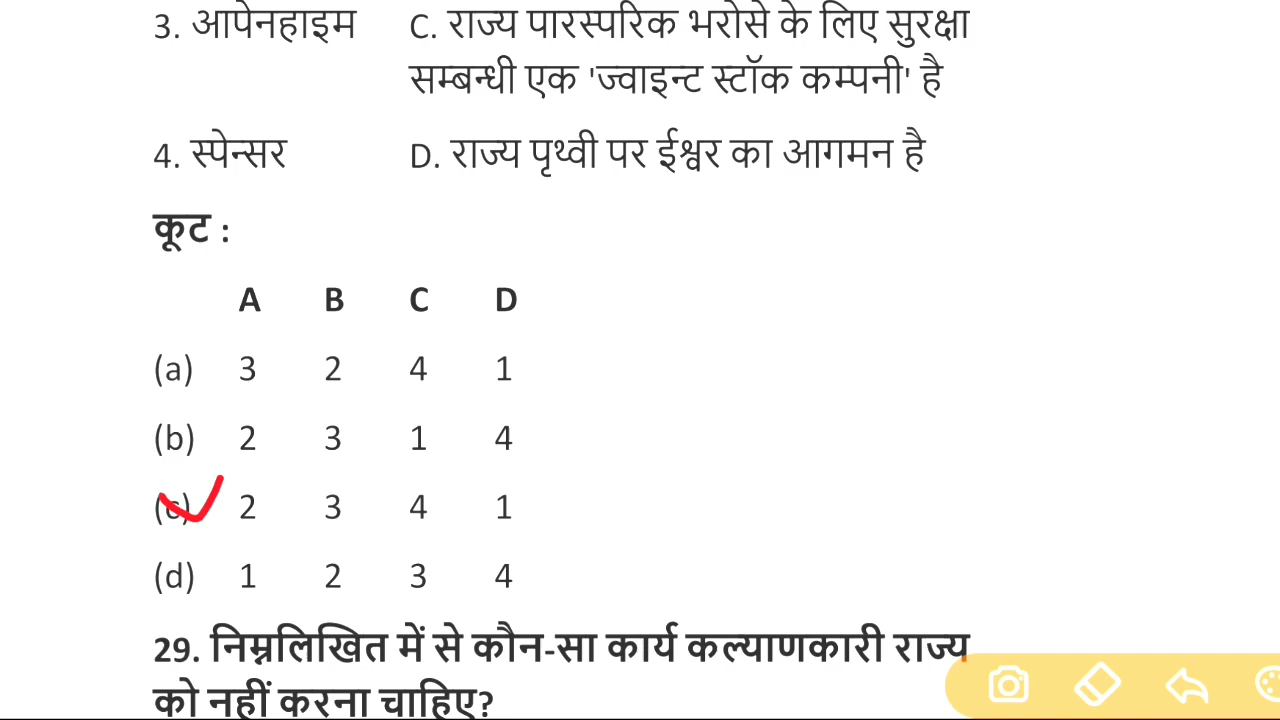 3. आपेनहाइम C. राज्य पारस्परिक भरोसे के लिए सुरक्षा
सम्बन्धी एक 'ज्वाइन्ट स्टॉक कम्पनी' है
4. स्पेन्सर D. राज्य पृथ्वी पर ईश्वर का आगमन है
कूट :
A B C D
(a) 3 2 4 1
(b) 2 3 1 4
(c) 2 3 4 1
(d) 1 2 3 4
29. निम्नलिखित में से कौन-सा कार्य कल्याणकारी राज्य
को नहीं करना चाहिए?